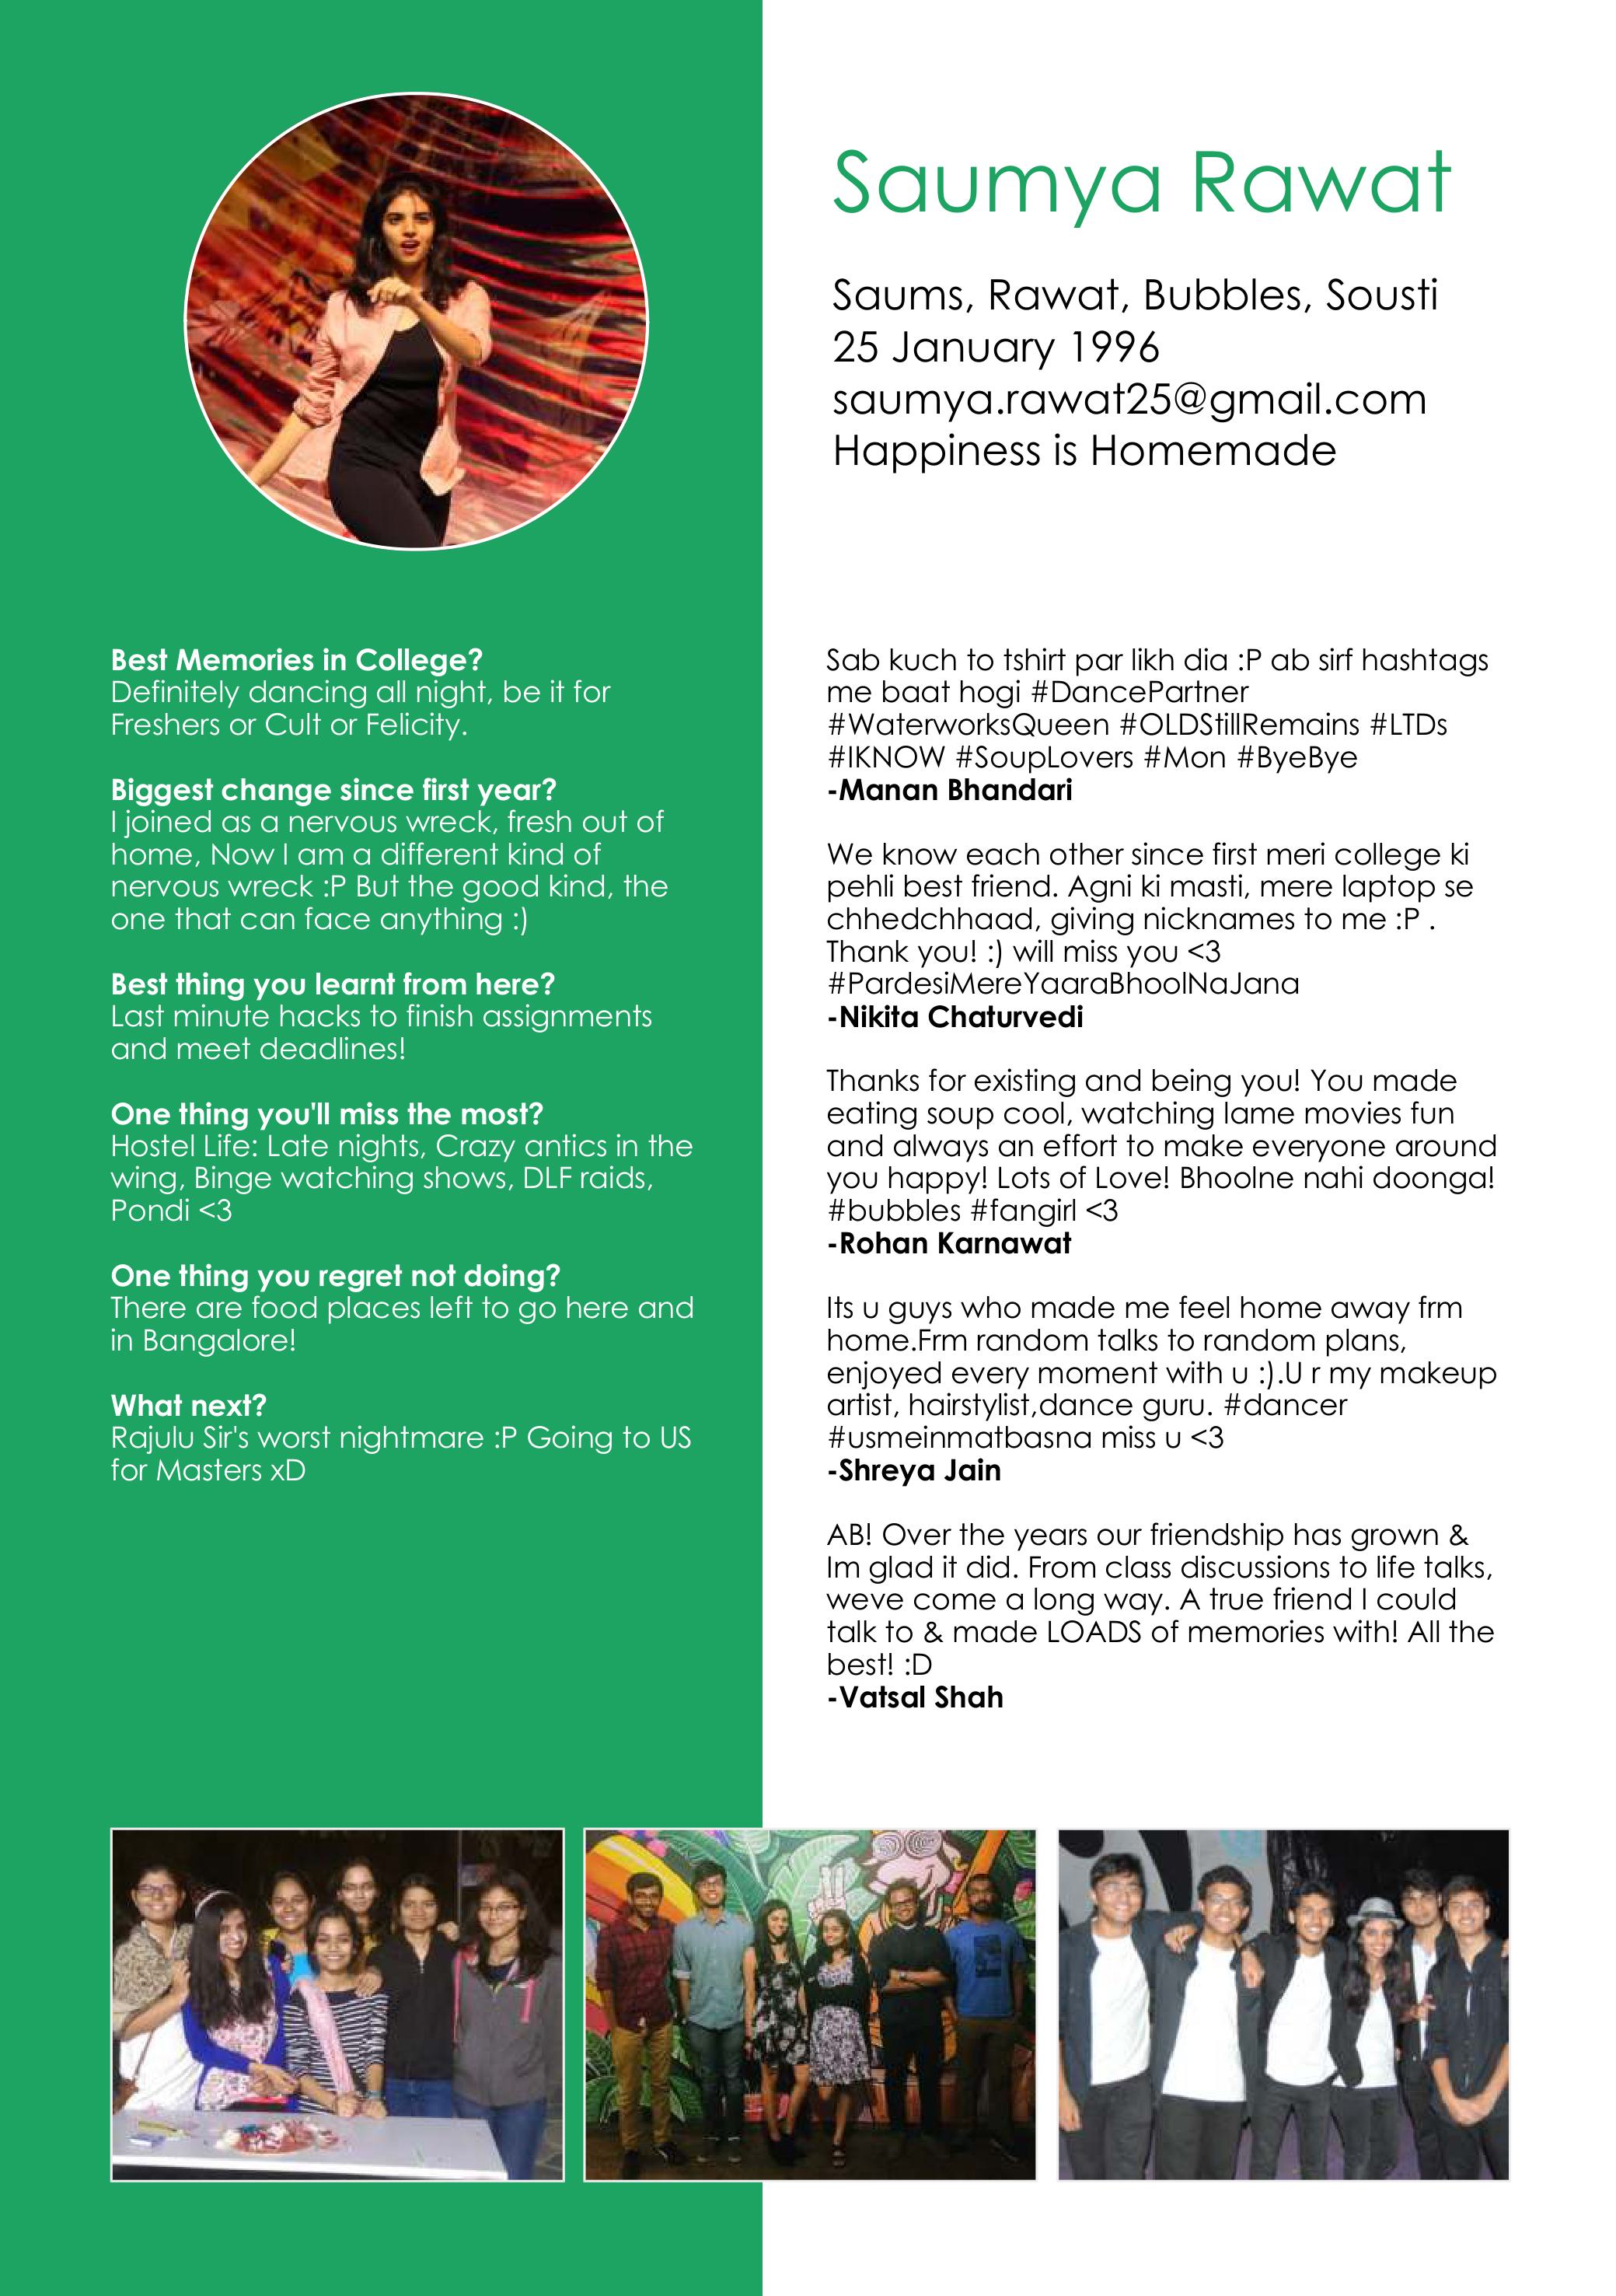 Saumya Rawat
Saums, Rawat, Bubbles, Sousti
25 January 1996
saumya.rawat25@gmail.com
Happiness is Homemade
Best Memories in College?
Definitely dancing all night, be it for
Freshers or Cult or Felicity.
Biggest change since first year?
I joined as a nervous wreck, fresh out of
home, Now I am a different kind of
nervous wreck :P But the good kind, the
one that can face anything :)
Best thing you learnt from here?
Last minute hacks to finish assignments
and meet deadlines!
One thing you'll miss the most?
Hostel Life: Late nights, Crazy antics in the
wing, Binge watching shows, DLF raids,
Pondi <3
One thing you regret not doing?
There are food places left to go here and
in Bangalore!
What next?
Rajulu Sir's worst nightmare :P Going to US
for Masters xD
Sab kuch to tshirt par likh dia :P ab sirf hashtags
me baat hogi #DancePartner
#WaterworksQueen #OLDStillRemains #LTDs
#IKNOW #SoupLovers #Mon #ByeBye
-Manan Bhandari
We know each other since first meri college ki
pehli best friend. Agni ki masti, mere laptop se
chhedchhaad, giving nicknames to me :P .
Thank you! :) will miss you <3
#PardesiMereYaaraBhoolNaJana
-Nikita Chaturvedi
Thanks for existing and being you! You made
eating soup cool, watching lame movies fun
and always an effort to make everyone around
you happy! Lots of Love! Bhoolne nahi doonga!
#bubbles #fangirl <3
-Rohan Karnawat
Its u guys who made me feel home away frm
home.Frm random talks to random plans,
enjoyed every moment with u :).U r my makeup
artist, hairstylist,dance guru. #dancer
#usmeinmatbasna miss u <3
-Shreya Jain
AB! Over the years our friendship has grown &
Im glad it did. From class discussions to life talks,
weve come a long way. A true friend I could
talk to & made LOADS of memories with! All the
best! :D
-Vatsal Shah